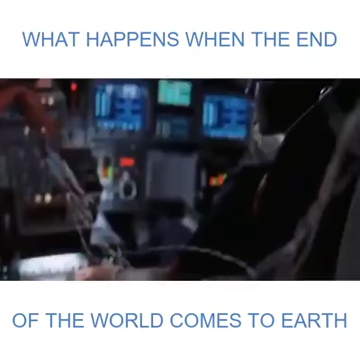 WHAT HAPPENS WHEN THE END
OF THE WORLD COMES TO EARTH